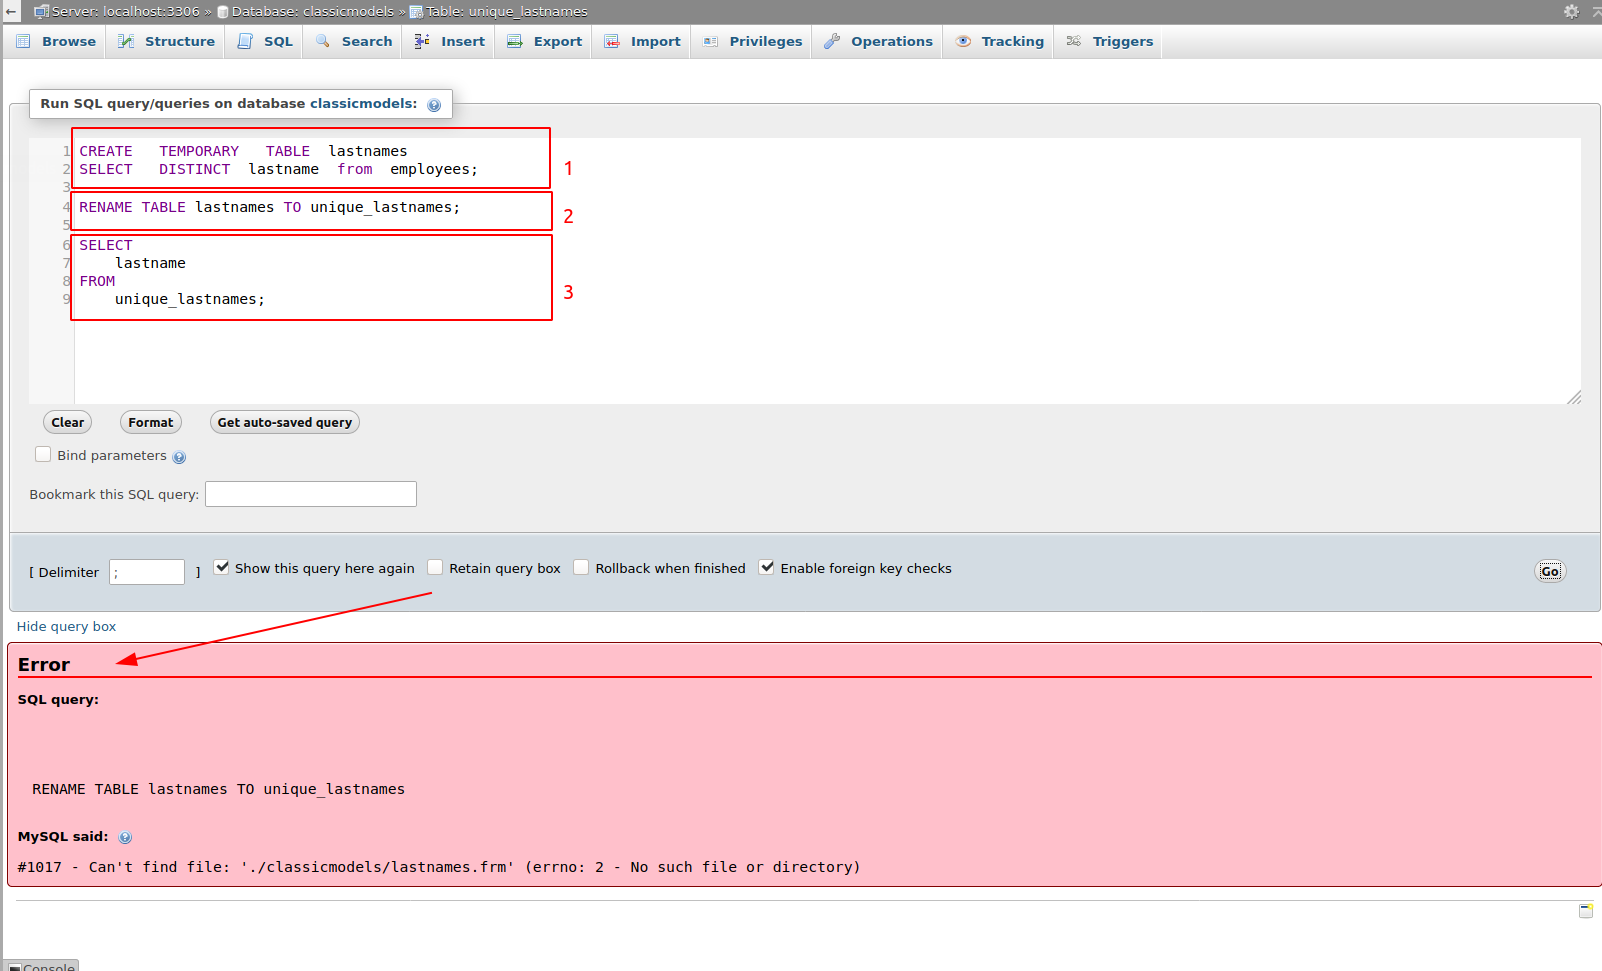 Server: localhost:3306 » Database: classicmodels » Table: unique_lastnames
Browse Structure SQL Search Insert Export Import Privileges Operations Tracking Triggers
Run SQL query/queries on database classicmodels:
1 CREATE TEMPORARY TABLE lastnames
2 SELECT DISTINCT lastname from employees;
1
3
4 RENAME TABLE lastnames TO unique_lastnames;
2
5
6 SELECT
7 lastname
8 FROM
3
9 unique_lastnames;
Clear Format Get auto-saved query
Bind parameters
Bookmark this SQL query:
[ Delimiter ; ] Show this query here again Retain query box Rollback when finished Enable foreign key checks Go
Hide query box
Error
SQL query:
RENAME TABLE lastnames TO unique_lastnames
MySQL said:
#1017 - Can't find file: './classicmodels/lastnames.frm' (errno: 2 - No such file or directory)
Console